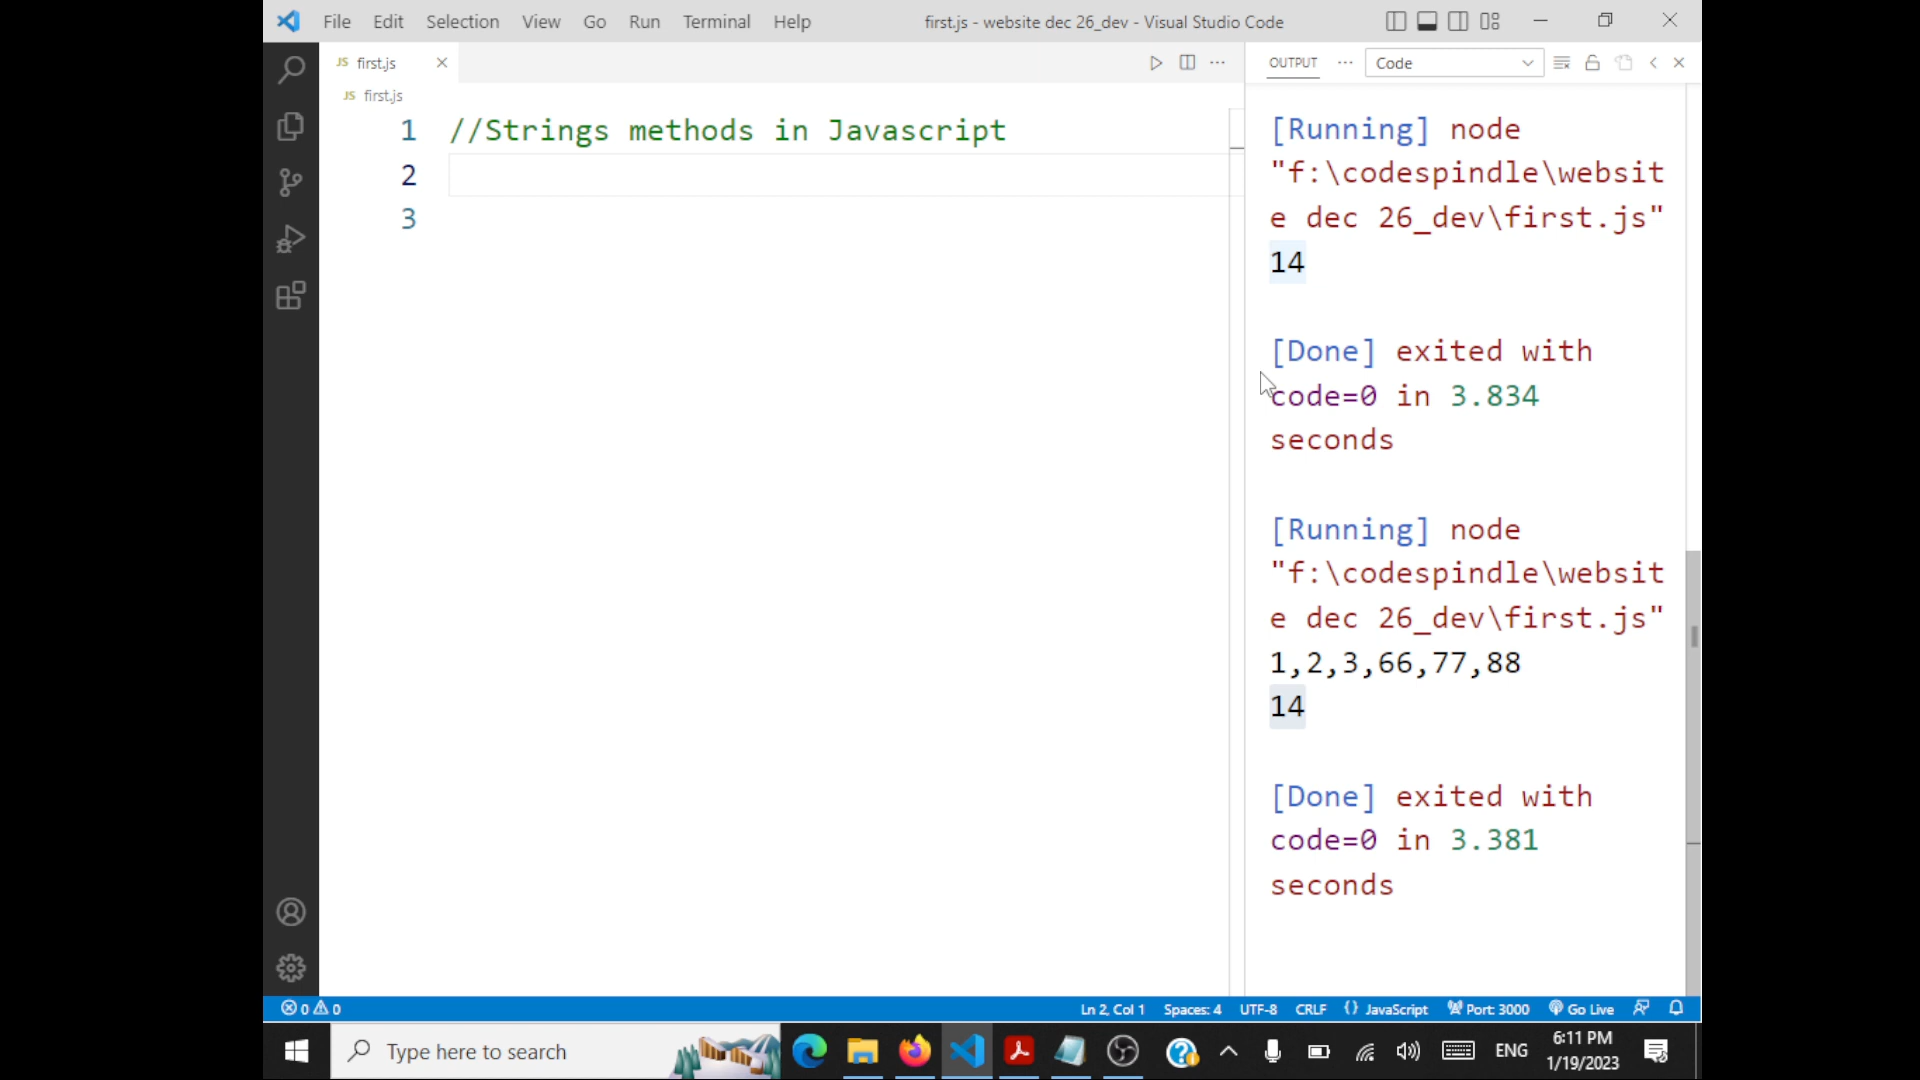 File Edit Selection View Go Run Terminal Help first.js - website dec 26_dev - Visual Studio Code
JS first.js
OUTPUT ··· Code
JS first.js
1 //Strings methods in Javascript
2
3
[Running] node
"f:\codespindle\websit
e dec 26_dev\first.js"
14
[Done] exited with
code=0 in 3.834
seconds
[Running] node
"f:\codespindle\websit
e dec 26_dev\first.js"
1,2,3,66,77,88
14
[Done] exited with
code=0 in 3.381
seconds
0 0 Ln 2, Col 1 Spaces: 4 UTF-8 CRLF {} JavaScript Port: 3000 Go Live
Type here to search
ENG
6:11 PM
1/19/2023